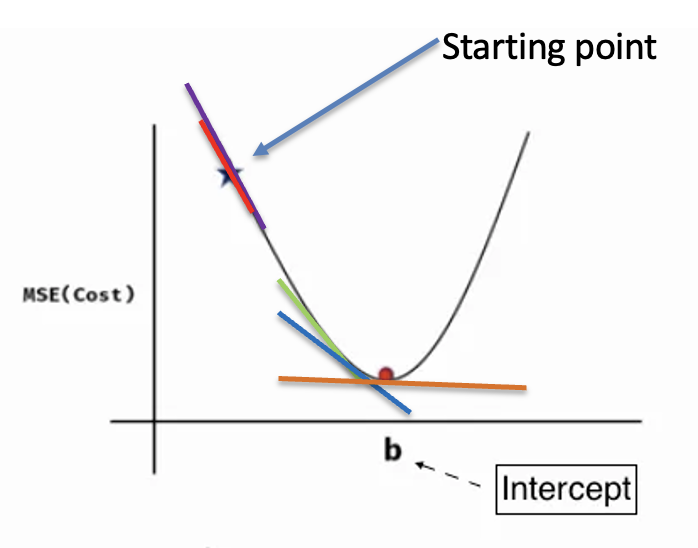 Starting point
MSE(Cost)
b
Intercept